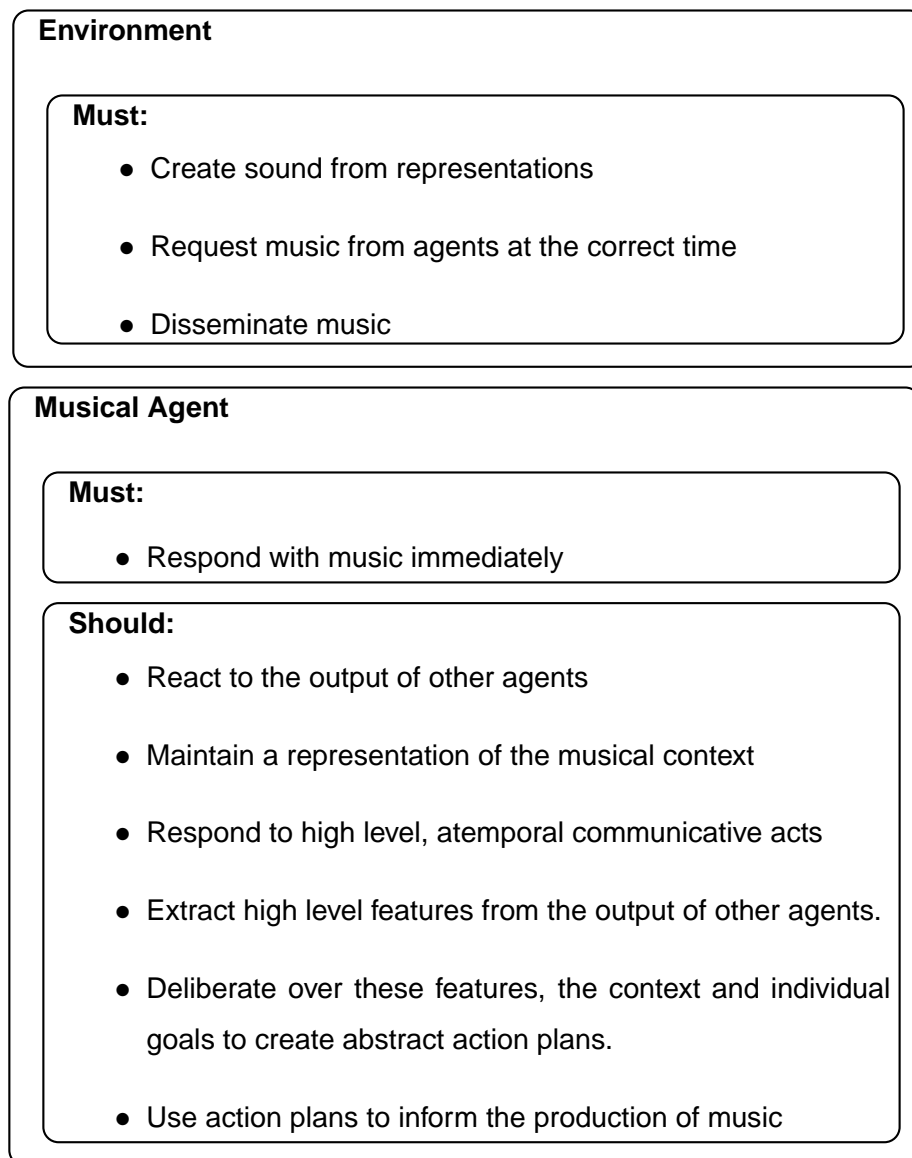 Environment
Must:
● Create sound from representations
● Request music from agents at the correct time
● Disseminate music
Musical Agent
Must:
● Respond with music immediately
Should:
● React to the output of other agents
● Maintain a representation of the musical context
● Respond to high level, atemporal communicative acts
● Extract high level features from the output of other agents.
● Deliberate over these features, the context and individual
goals to create abstract action plans.
● Use action plans to inform the production of music